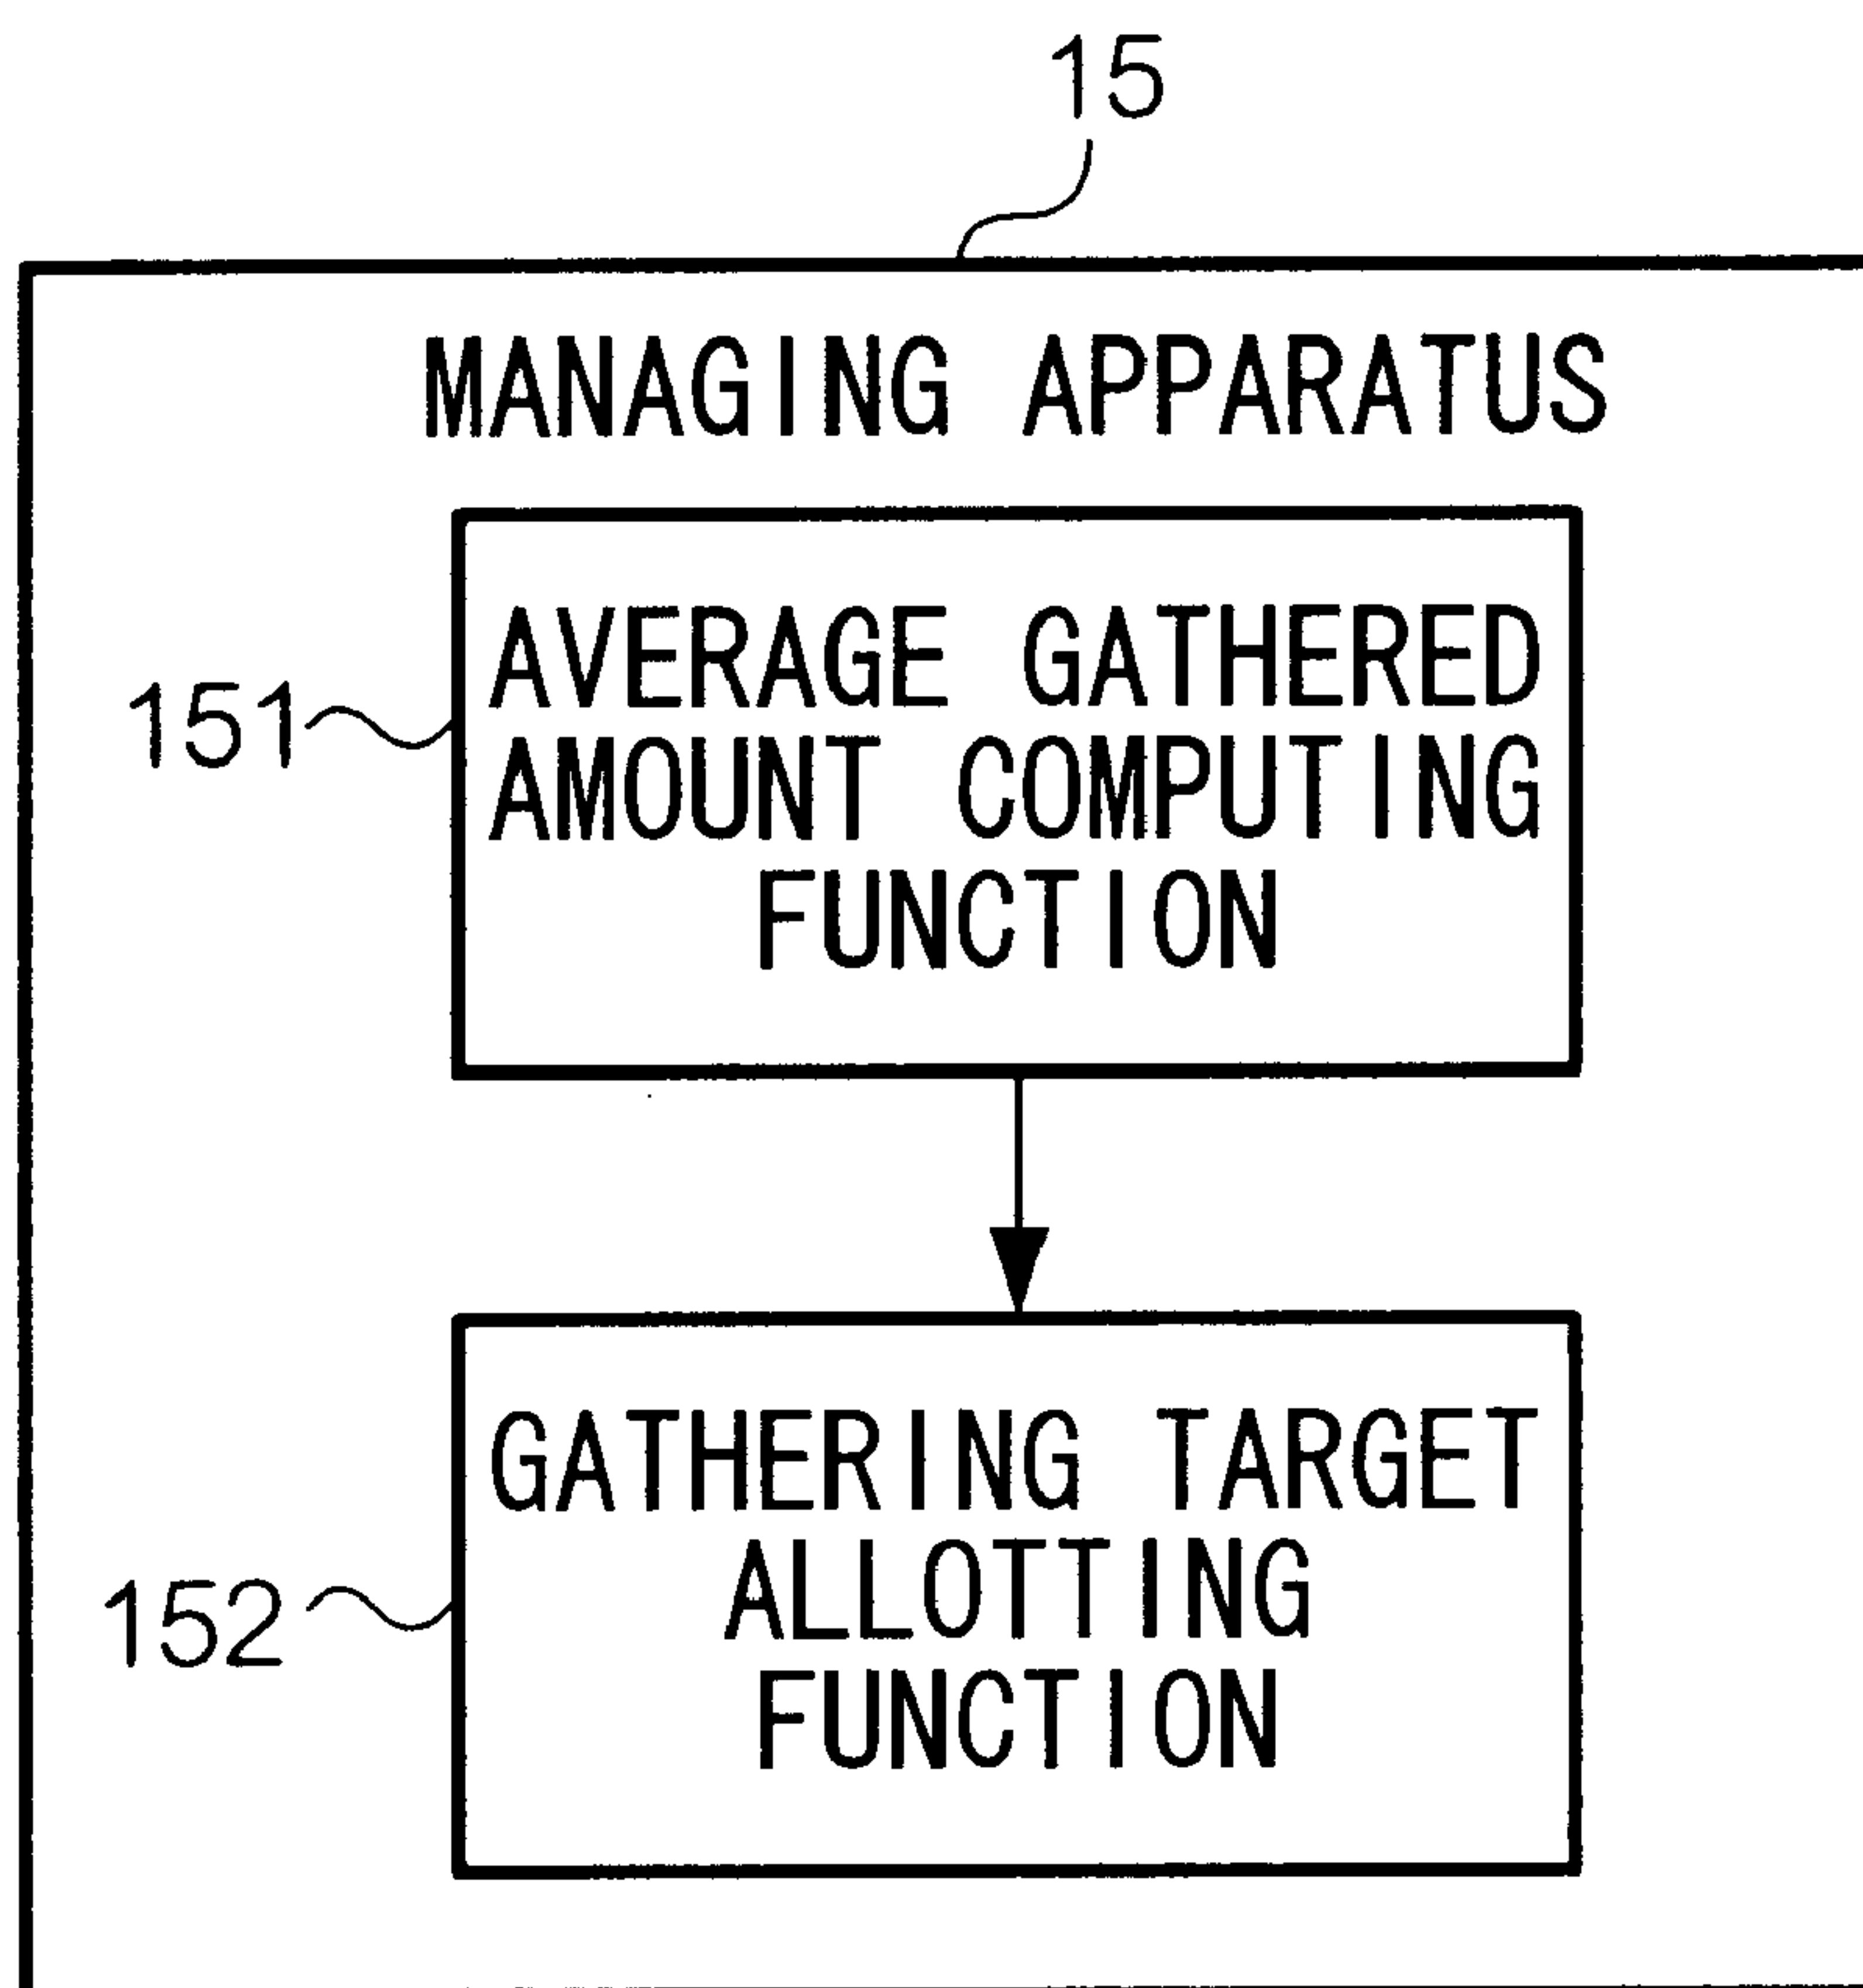 15
MANAGING APPARATUS
151
AVERAGE GATHERED
AMOUNT COMPUTING
FUNCTION
152
GATHERING TARGET
ALLOTTING
FUNCTION